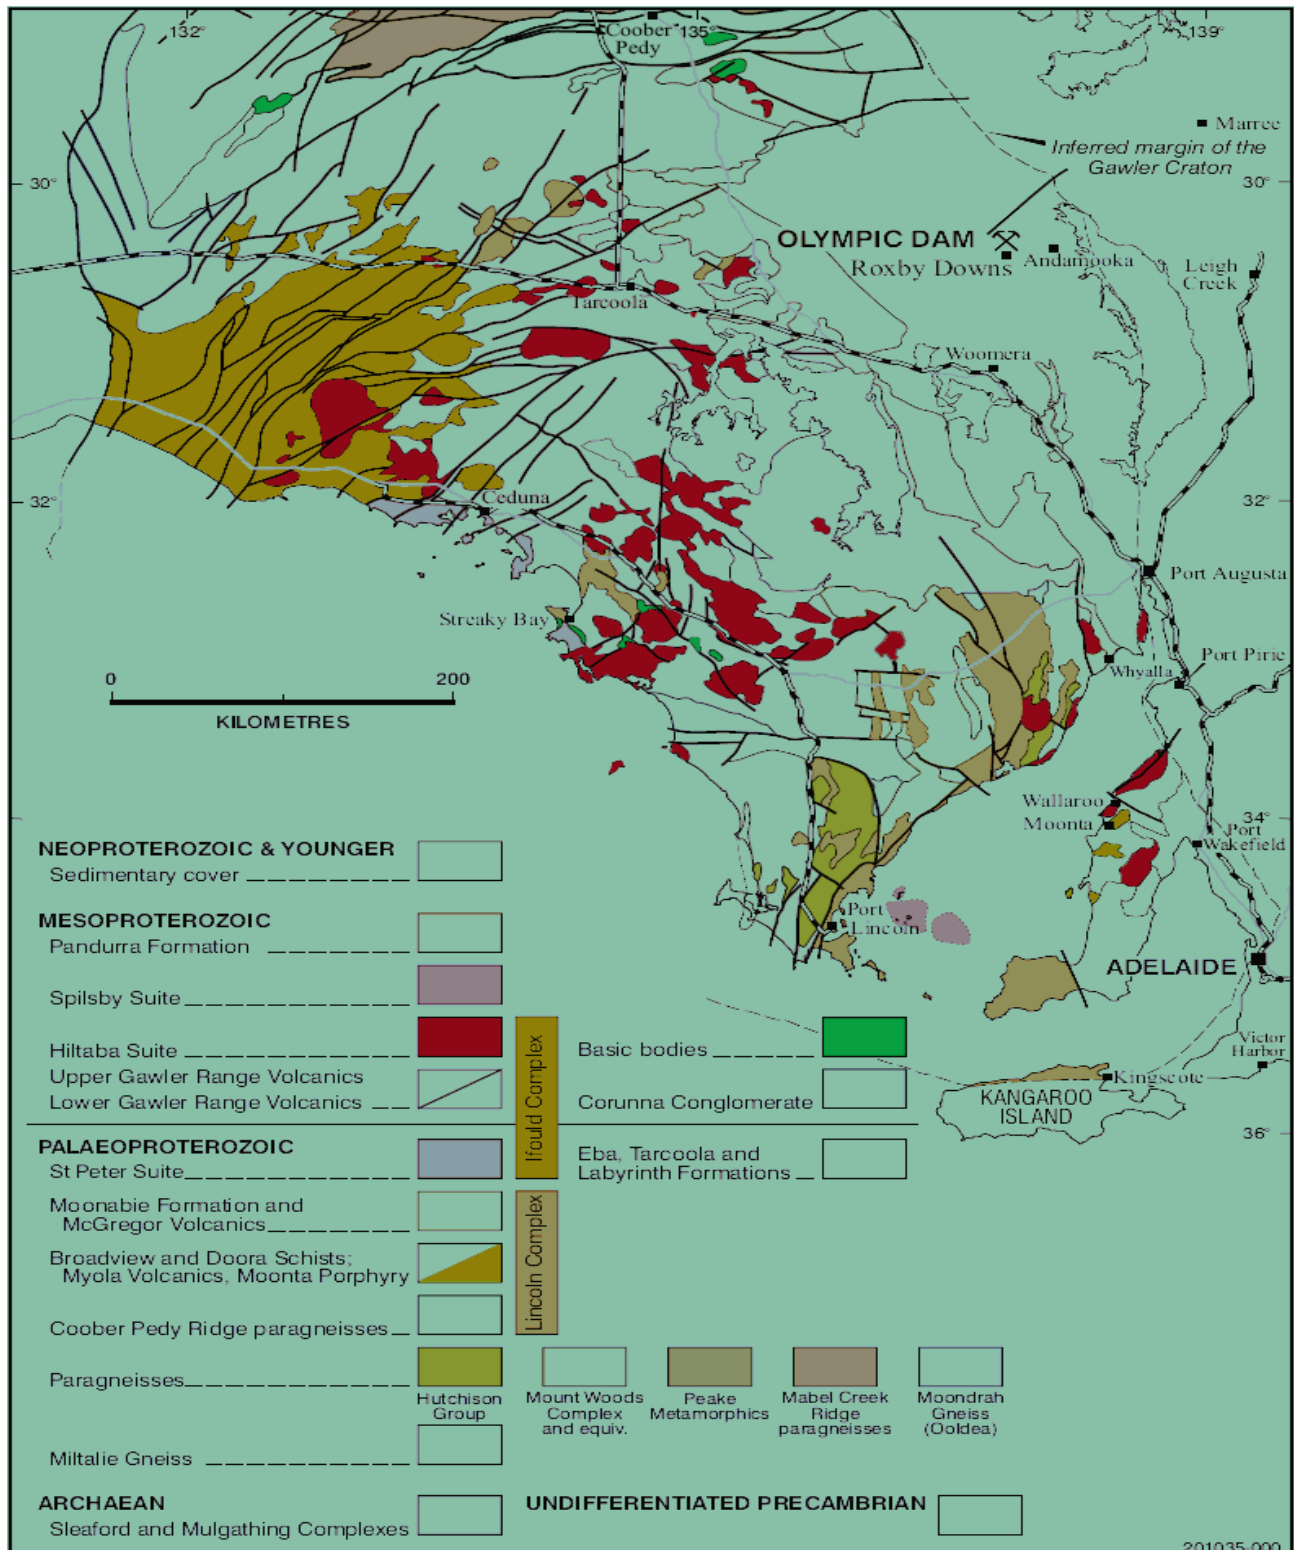 132°
135°
139°
Coober
Pedy
Marree
Inferred margin of the
Gawler Craton
30°
30°
OLYMPIC DAM
Roxby Downs
Andamooka
Leigh
Creek
Tarcoola
Woomera
32°
32°
Ceduna
Port Augusta
Streaky Bay
Port Pirie
Whyalla
0
200
KILOMETRES
Wallaroo
Moonta
34°
Port
Wakefield
Port
Lincoln
ADELAIDE
Victor
Harbor
Kingscote
KANGAROO
ISLAND
36°
NEOPROTEROZOIC & YOUNGER
Sedimentary cover
MESOPROTEROZOIC
Pandurra Formation
Spilsby Suite
Hiltaba Suite
Upper Gawler Range Volcanics
Lower Gawler Range Volcanics
Ifould Complex
Basic bodies
Corunna Conglomerate
PALAEOPROTEROZOIC
St Peter Suite
Eba, Tarcoola and
Labyrinth Formations
Moonabie Formation and
McGregor Volcanics
Broadview and Doora Schists;
Myola Volcanics, Moonta Porphyry
Lincoln Complex
Coober Pedy Ridge paragneisses
Paragneisses
Hutchison
Group
Mount Woods
Complex
and equiv.
Peake
Metamorphics
Mabel Creek
Ridge
paragneisses
Moondrah
Gneiss
(Ooldea)
Miltalie Gneiss
ARCHAEAN
Sleaford and Mulgathing Complexes
UNDIFFERENTIATED PRECAMBRIAN
201035-000